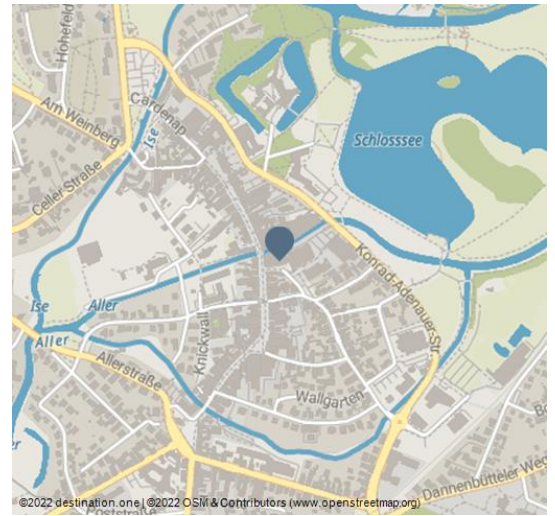 Hohefeld
Am Weinberg
Cardenap
Ise
Celler Straße
Schlosssee
Konrad-Adenauer-Str.
Ise
Aller
Aller
Knickwall
Allerstraße
Wallgarten
Dannenbütteler Weg
Poststraße
©2022 destination.one | ©2022 OSM & Contributors (www.openstreetmap.org)